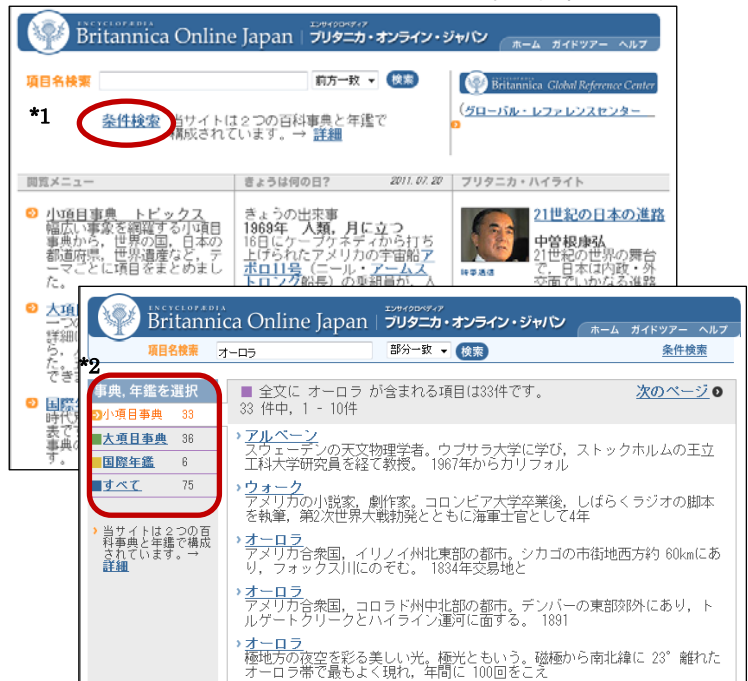 ENCYCLOPÆDIA
Britannica Online Japan
エンサイクロペディア
ブリタニカ・オンライン・ジャパン
ホーム ガイドツアー ヘルプ
項目名検索
前方一致
検索
Britannica Global Reference Center
(グローバル・レファレンスセンター
*1
条件検索 当サイトは２つの百科事典と年鑑で
構成されています。→ 詳細
閲覧メニュー
きょうは何の日? 2011.07.20
ブリタニカ・ハイライト
小項目事典 トピックス
幅広い事象を網羅する小項目
事典から、世界の国、日本の
都道府県、世界遺産など、テ
ーマごとに項目をまとめまし
た。
きょうの出来事
1969年 人類，月に立つ
16日にケープケネディから打ち
上げられたアメリカの宇宙船ア
ポロ11号（ニール・アームス
トロング船長）の乗組員が，人
21世紀の日本の進路
中曽根康弘
21世紀の世界の舞台
で，日本は内政・外
交面でいかなる進路
時事通信
大項
一つ
詳細
ら，
た。
でき
国際
時代
表で
事典
す。
ENCYCLOPÆDIA
Britannica Online Japan
エンサイクロペディア
ブリタニカ・オンライン・ジャパン
ホーム ガイドツアー ヘルプ
項目名検索
オーロラ
部分一致
検索
条件検索
*2
事典，年鑑を選択
小項目事典 33
大項目事典 36
国際年鑑 6
すべて 75
当サイトは２つの百
科事典と年鑑で構成
されています。→
詳細
■ 全文に オーロラ が含まれる項目は33件です。
次のページ
33 件中，1 - 10件
アルベーン
スウェーデンの天文物理学者。ウプサラ大学に学び，ストックホルムの王立
工科大学研究員を経て教授。 1967年からカリフォル
ウォーク
アメリカの小説家，劇作家。コロンビア大学卒業後，しばらくラジオの脚本
を執筆，第2次世界大戦勃発とともに海軍士官として4年
オーロラ
アメリカ合衆国，イリノイ州北東部の都市。シカゴの市街地西方約 60kmにあ
り，フォックス川にのぞむ。 1834年交易地と
オーロラ
アメリカ合衆国，コロラド州中北部の都市。デンバーの東部郊外にあり，ト
ルゲートクリークとハイライン運河に面する。 1891
オーロラ
極地方の夜空を彩る美しい光。極光ともいう。磁極から南北緯に 23° 離れた
オーロラ帯で最もよく現れ，年間に 100回をこえ